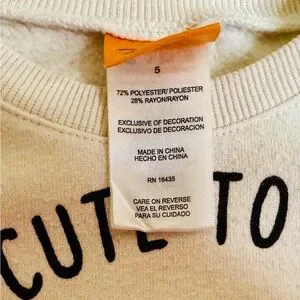 5
72% POLYESTER/ POLIESTER
28% RAYON/RAYON
EXCLUSIVE OF DECORATION
EXCLUSIVO DE DECORACION
MADE IN CHINA
HECHO EN CHINA
RN 16435
CARE ON REVERSE
VEA EL REVERSO
PARA SU CUIDADO
CUTE TO